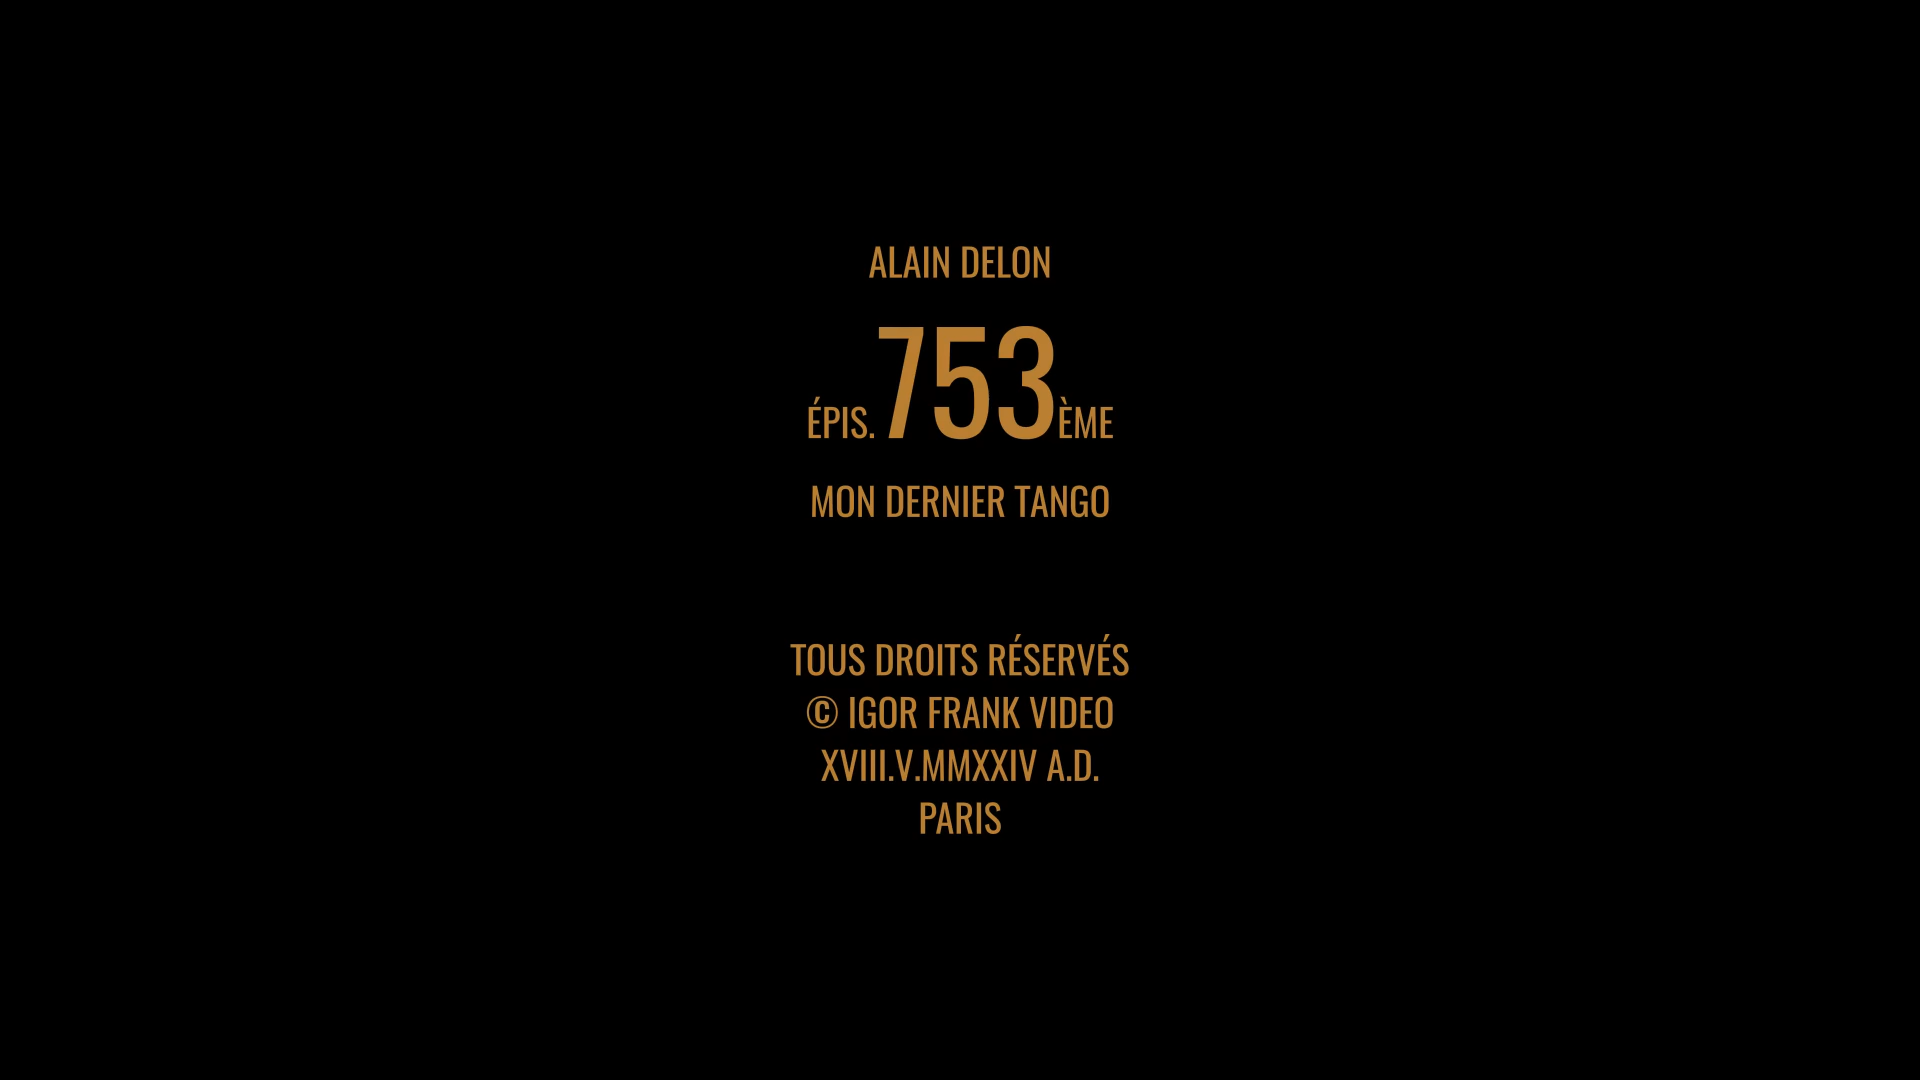 ALAIN DELON
ÉPIS. 753ÈME
MON DERNIER TANGO
TOUS DROITS RÉSERVÉS
© IGOR FRANK VIDEO
XVIII.V.MMXXIV A.D.
PARIS